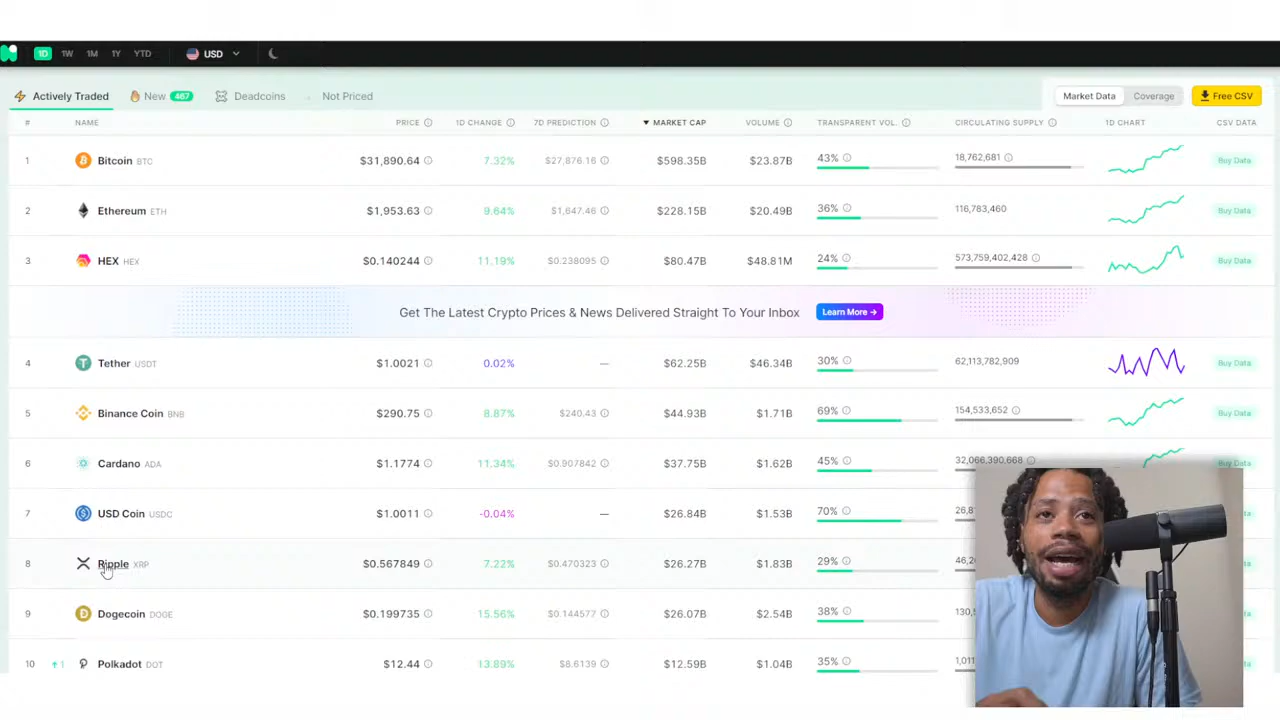 1D 1W 1M 1Y YTD USD
Actively Traded New 467 Deadcoins Not Priced Market Data Coverage Free CSV
# NAME PRICE 1D CHANGE 7D PREDICTION MARKET CAP VOLUME TRANSPARENT VOL. CIRCULATING SUPPLY 1D CHART CSV DATA
1 Bitcoin BTC $31,890.64 7.32% $27,876.16 $598.35B $23.87B 43% 18,762,681 Buy Data
2 Ethereum ETH $1,953.63 9.64% $1,647.46 $228.15B $20.49B 36% 116,783,460 Buy Data
3 HEX HEX $0.140244 11.19% $0.238095 $80.47B $48.81M 24% 573,759,402,428 Buy Data
Get The Latest Crypto Prices & News Delivered Straight To Your Inbox Learn More →
4 Tether USDT $1.0021 0.02% — $62.25B $46.34B 30% 62,113,782,909 Buy Data
5 Binance Coin BNB $290.75 8.87% $240.43 $44.93B $1.71B 69% 154,533,652 Buy Data
6 Cardano ADA $1.1774 11.34% $0.907842 $37.75B $1.62B 45% 32,066,390,668 Buy Data
7 USD Coin USDC $1.0011 -0.04% — $26.84B $1.53B 70% 26,8
8 Ripple XRP $0.567849 7.22% $0.470323 $26.27B $1.83B 29% 46,2
9 Dogecoin DOGE $0.199735 15.56% $0.144577 $26.07B $2.54B 38% 130,
10 1 Polkadot DOT $12.44 13.89% $8.6139 $12.59B $1.04B 35% 1,011